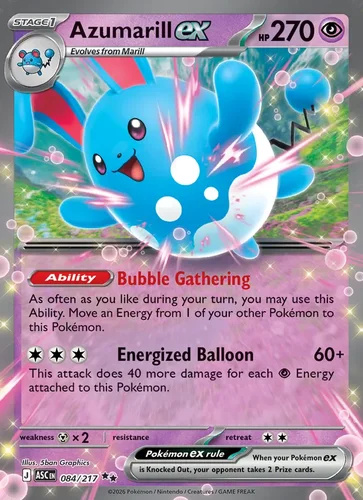 STAGE1
Azumarill ex HP 270
Evolves from Marill
Ability Bubble Gathering
As often as you like during your turn, you may use this
Ability. Move an Energy from 1 of your other Pokémon to
this Pokémon.
Energized Balloon 60+
This attack does 40 more damage for each Energy
attached to this Pokémon.
weakness ×2 resistance retreat
Illus. 5ban Graphics
J ASC EN 084/217
Pokémon ex rule
When your Pokémon ex
is Knocked Out, your opponent takes 2 Prize cards.
©2026 Pokémon / Nintendo / Creatures / GAME FREAK